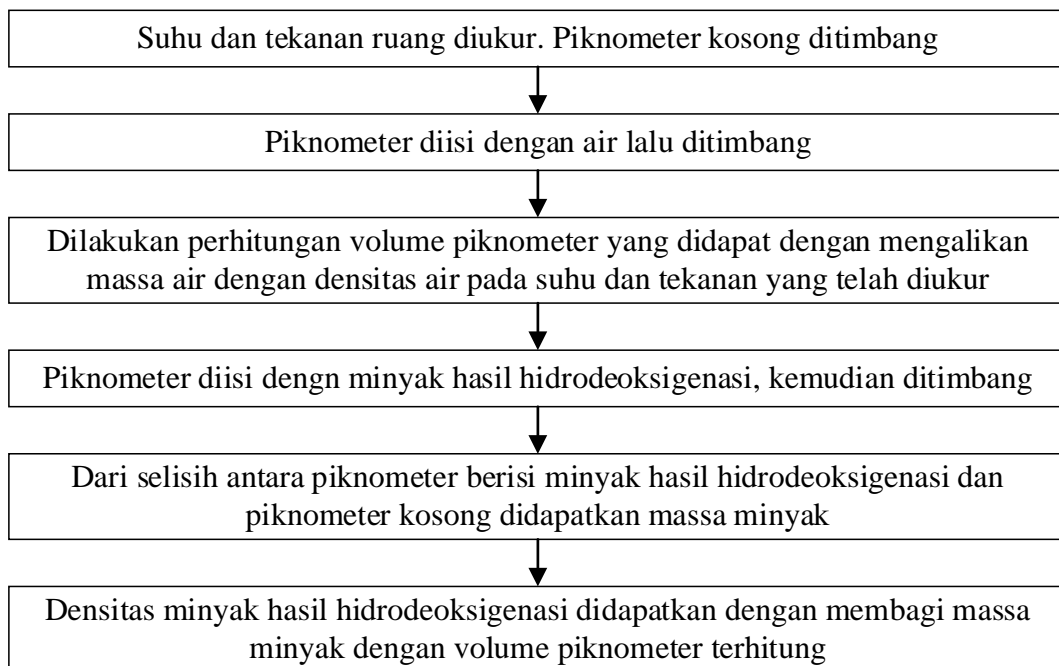 Suhu dan tekanan ruang diukur. Piknometer kosong ditimbang
Piknometer diisi dengan air lalu ditimbang
Dilakukan perhitungan volume piknometer yang didapat dengan mengalikan
massa air dengan densitas air pada suhu dan tekanan yang telah diukur
Piknometer diisi dengn minyak hasil hidrodeoksigenasi, kemudian ditimbang
Dari selisih antara piknometer berisi minyak hasil hidrodeoksigenasi dan
piknometer kosong didapatkan massa minyak
Densitas minyak hasil hidrodeoksigenasi didapatkan dengan membagi massa
minyak dengan volume piknometer terhitung